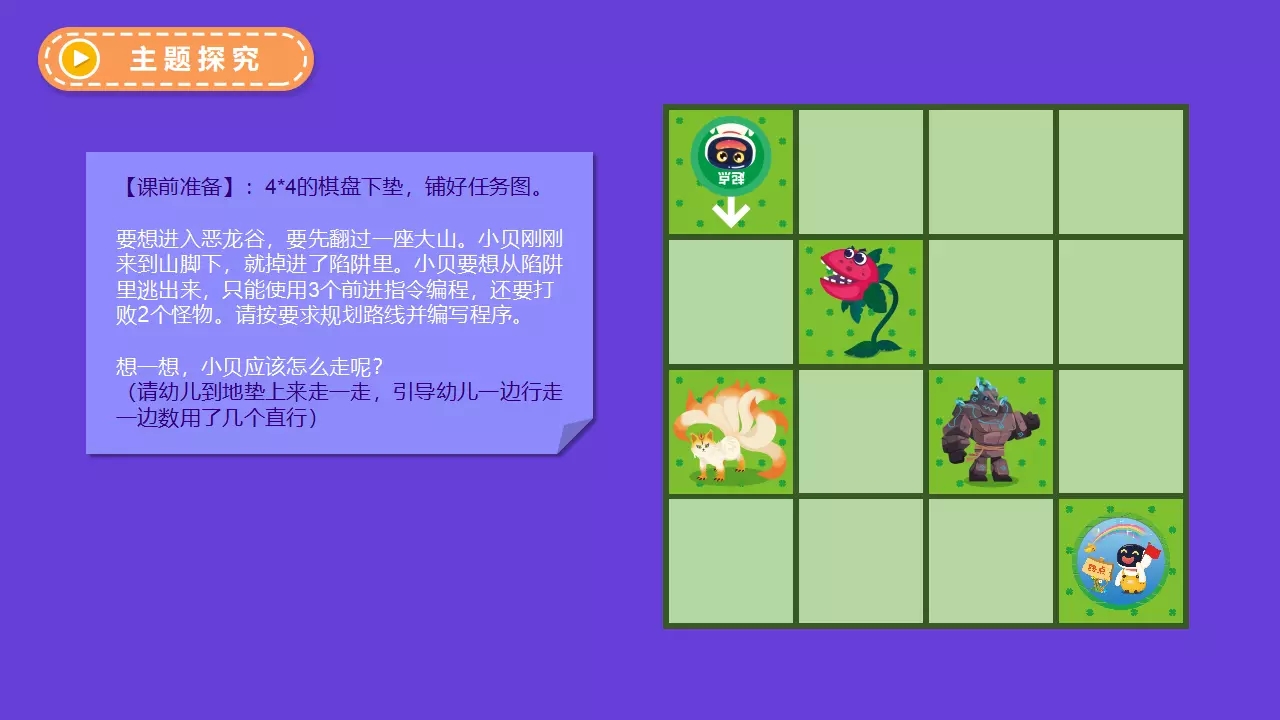 主题探究
【课前准备】：4*4的棋盘下垫，铺好任务图。
要想进入恶龙谷，要先翻过一座大山。小贝刚刚
来到山脚下，就掉进了陷阱里。小贝要想从陷阱
里逃出来，只能使用3个前进指令编程，还要打
败2个怪物。请按要求规划路线并编写程序。
想一想，小贝应该怎么走呢？
（请幼儿到地垫上来走一走，引导幼儿一边行走
一边数用了几个直行）
起点
终点